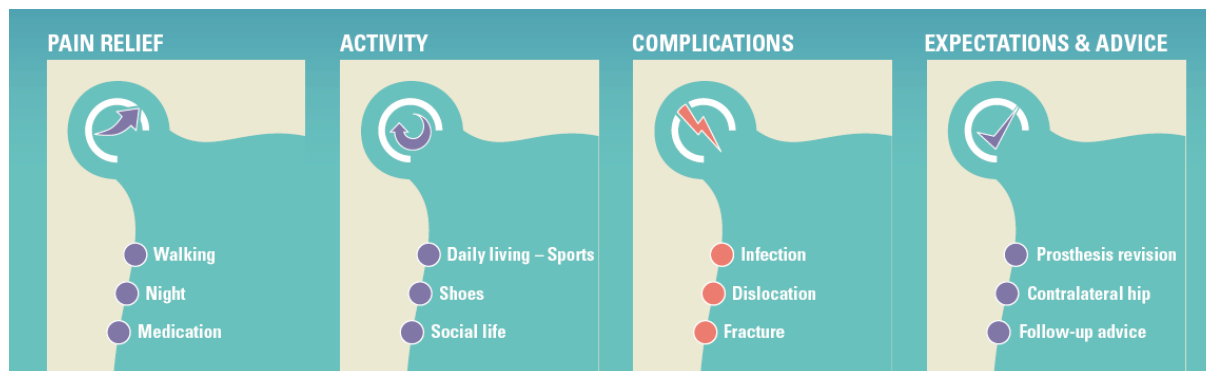 PAIN RELIEF
Walking
Night
Medication
ACTIVITY
Daily living – Sports
Shoes
Social life
COMPLICATIONS
Infection
Dislocation
Fracture
EXPECTATIONS & ADVICE
Prosthesis revision
Contralateral hip
Follow-up advice